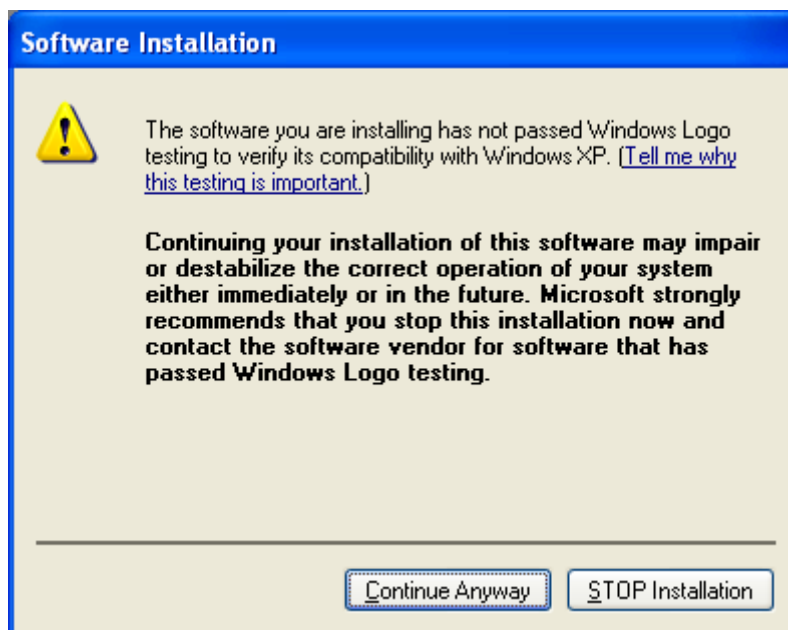 Software Installation
The software you are installing has not passed Windows Logo
testing to verify its compatibility with Windows XP. (Tell me why
this testing is important.)
Continuing your installation of this software may impair
or destabilize the correct operation of your system
either immediately or in the future. Microsoft strongly
recommends that you stop this installation now and
contact the software vendor for software that has
passed Windows Logo testing.
Continue Anyway
STOP Installation